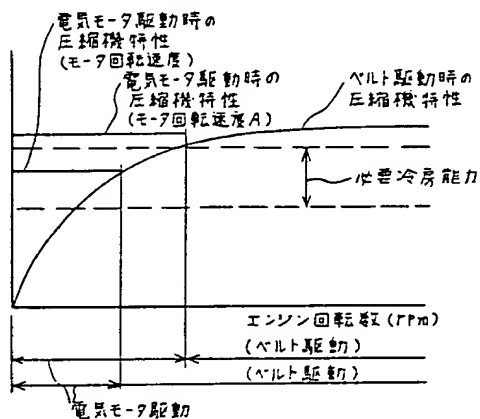 電気モータ駆動時の
圧縮機特性
(モータ回転速度)
電気モータ駆動時の
圧縮機特性
(モータ回転速度A)
ベルト駆動時の
圧縮機特性
必要冷房能力
エンジン回転数(rpm)
(ベルト駆動)
(ベルト駆動)
電気モータ駆動